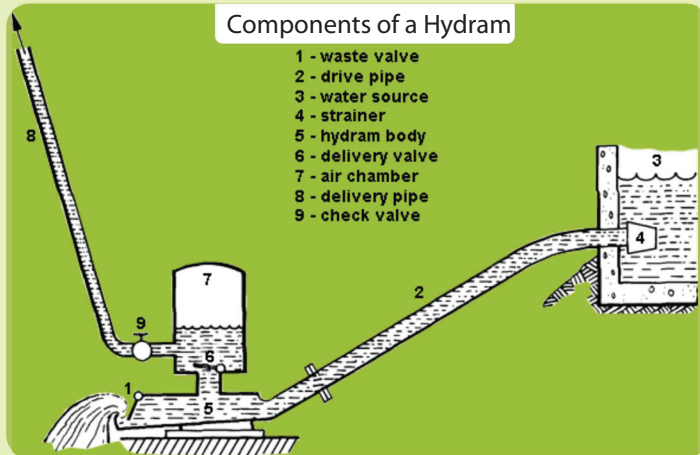 Components of a Hydram
1 - waste valve
2 - drive pipe
3 - water source
4 - strainer
5 - hydram body
6 - delivery valve
7 - air chamber
8 - delivery pipe
9 - check valve
8
3
4
7
2
9
6
1
5